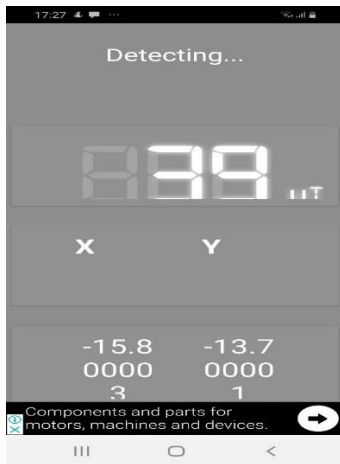 17:27
Detecting...
39
μT
X Y
-15.8 -13.7
0000 0000
3 1
Components and parts for
motors, machines and devices.